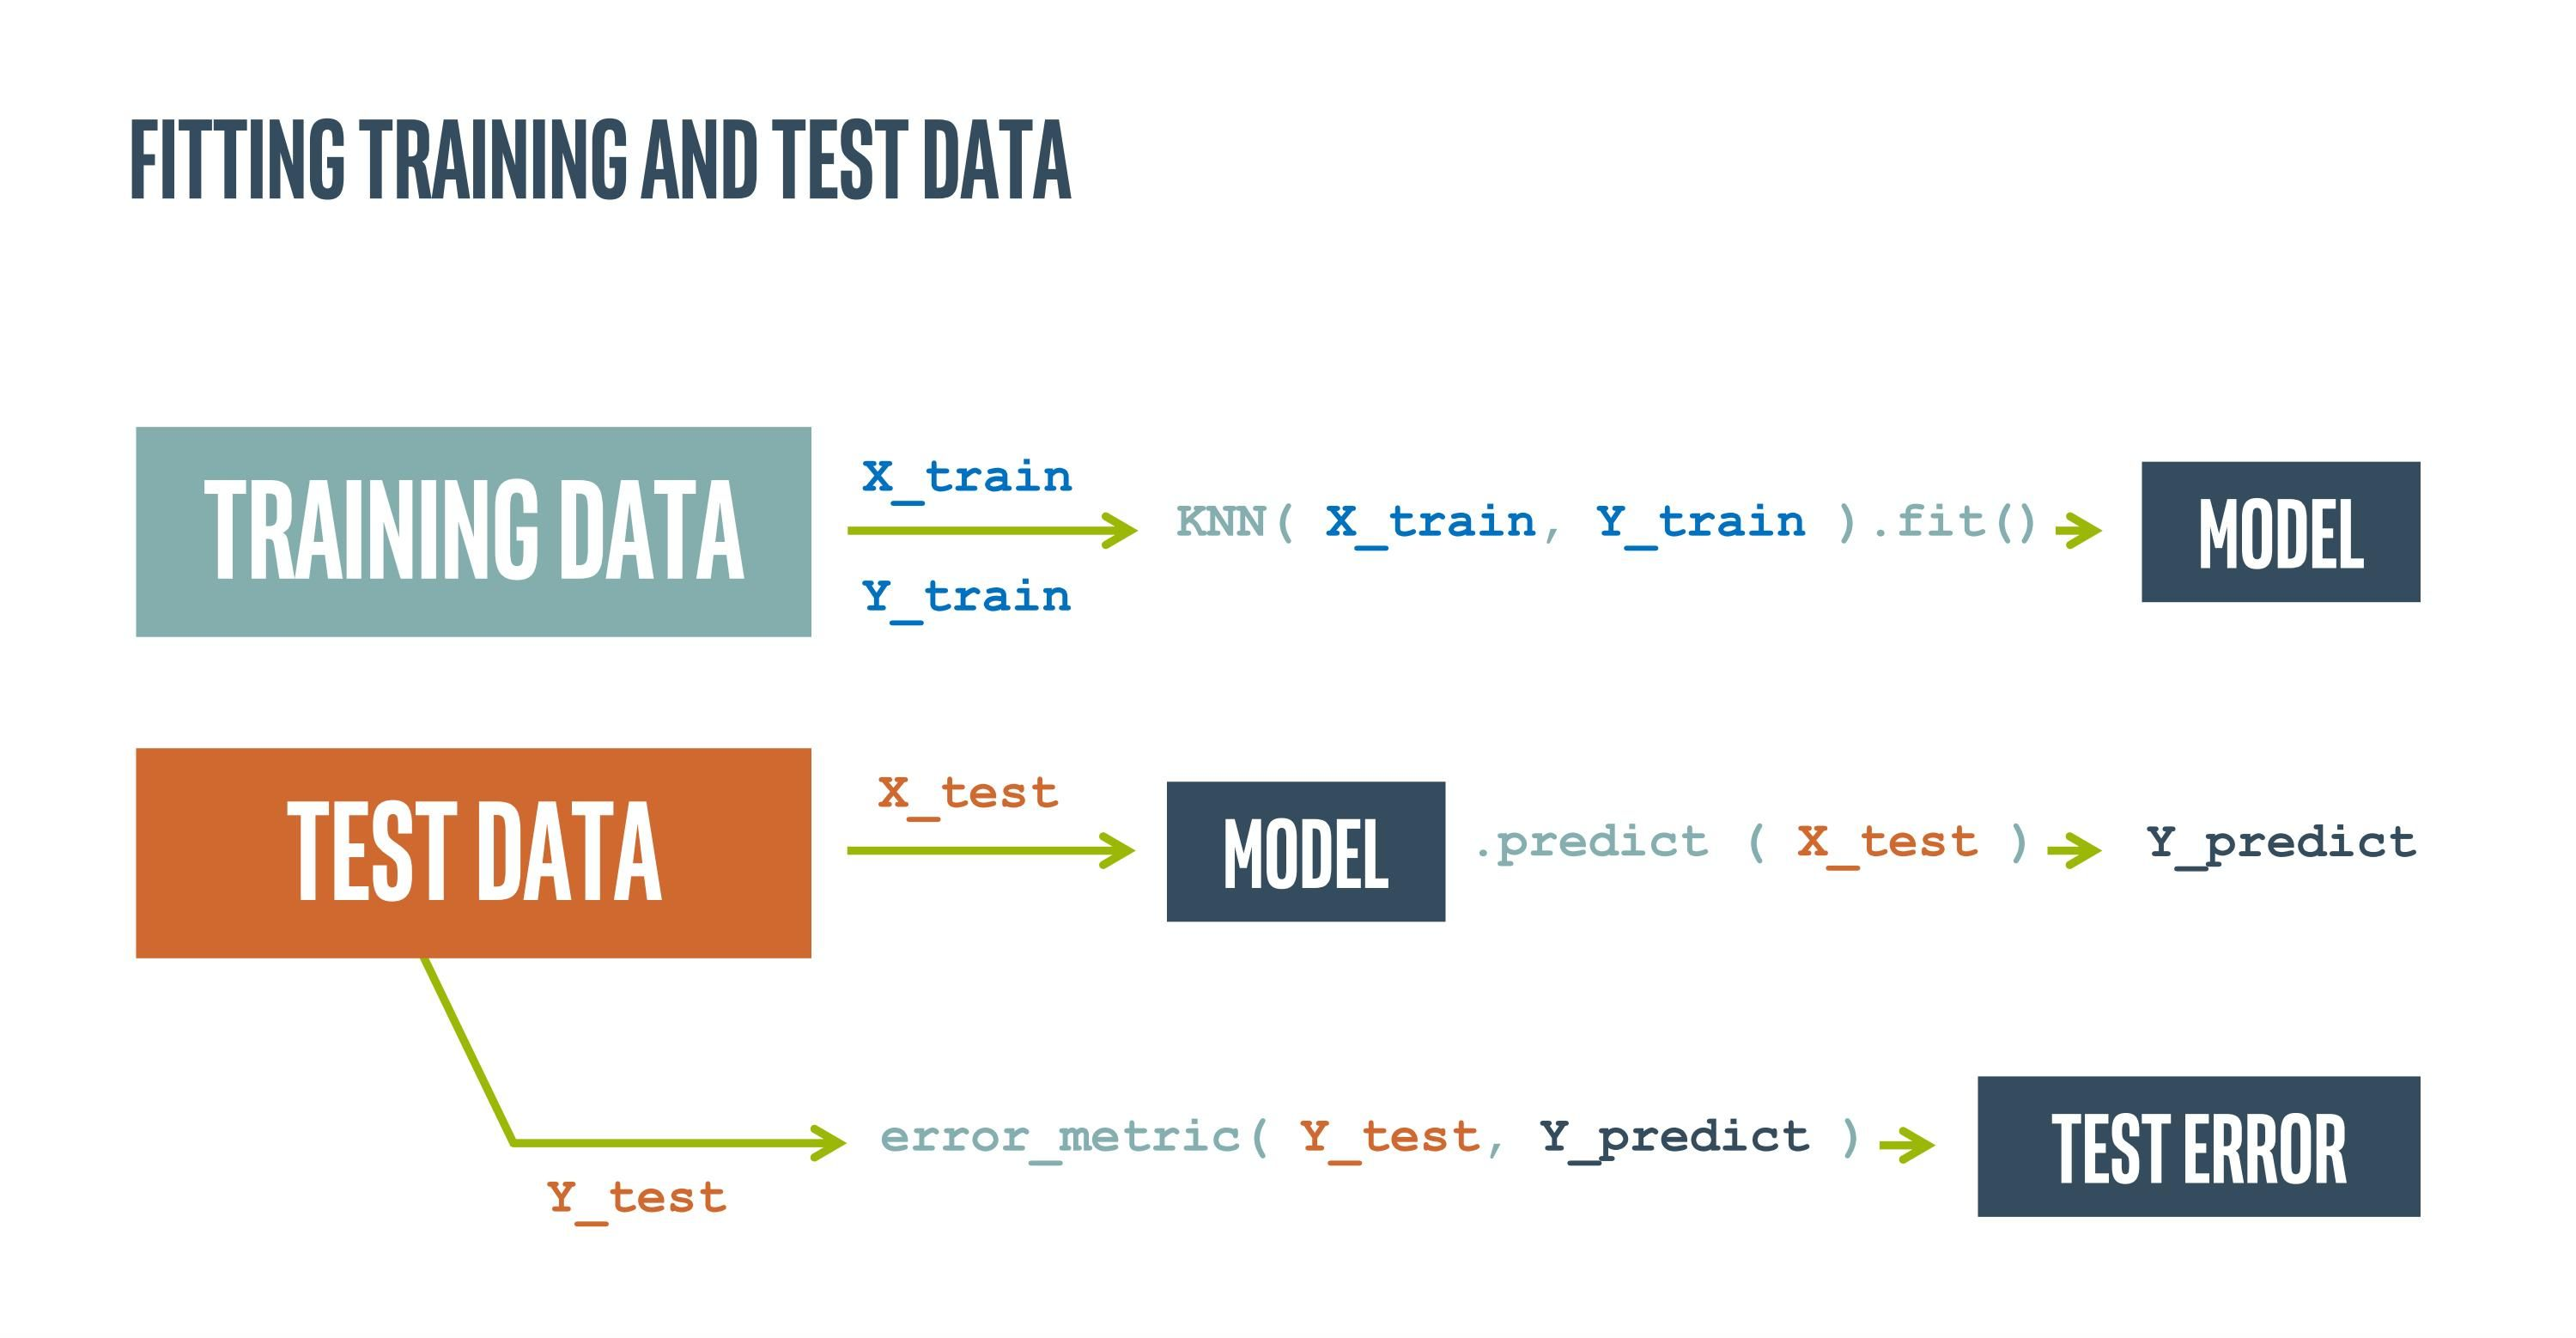 FITTING TRAINING AND TEST DATA
TRAINING DATA
X_train
Y_train
KNN( X_train, Y_train ).fit()
MODEL
TEST DATA
X_test
MODEL
.predict ( X_test )
Y_predict
Y_test
error_metric( Y_test, Y_predict )
TEST ERROR